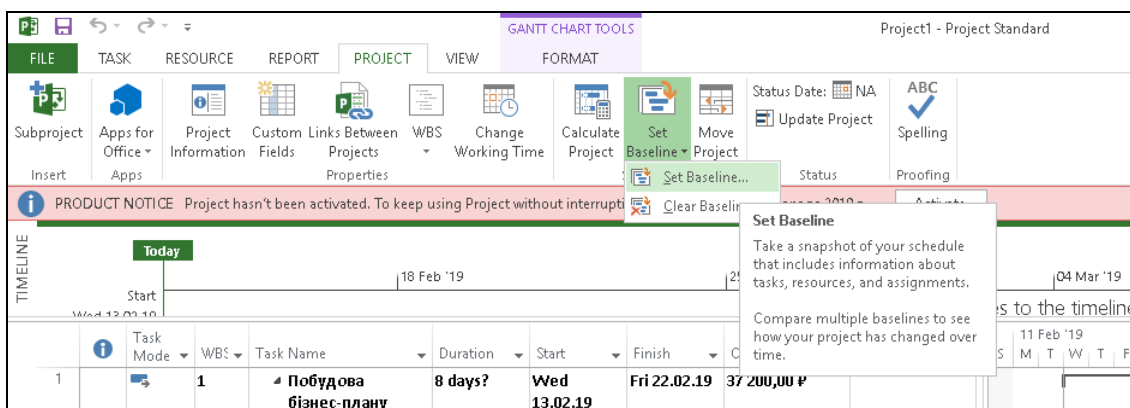 GANTT CHART TOOLS
Project1 - Project Standard
FILE TASK RESOURCE REPORT PROJECT VIEW FORMAT
Subproject
Apps for
Office
Project
Information
Custom
Fields
Links Between
Projects
WBS
Change
Working Time
Calculate
Project
Set
Baseline
Move
Project
Status Date: NA
Update Project
ABC
Spelling
Insert Apps Properties Status Proofing
Set Baseline...
Clear Baselin
PRODUCT NOTICE Project hasn't been activated. To keep using Project without interrupti
Set Baseline
Take a snapshot of your schedule
that includes information about
tasks, resources, and assignments.
Compare multiple baselines to see
how your project has changed over
time.
TIMELINE
Today
18 Feb '19
04 Mar '19
Start
Wed 13.02.19
s to the timeline
11 Feb '19
S M T W T F
Task
Mode
WBS
Task Name
Duration
Start
Finish
1
1
Побудова
бізнес-плану
8 days?
Wed
13.02.19
Fri 22.02.19
37 200,00 ₽